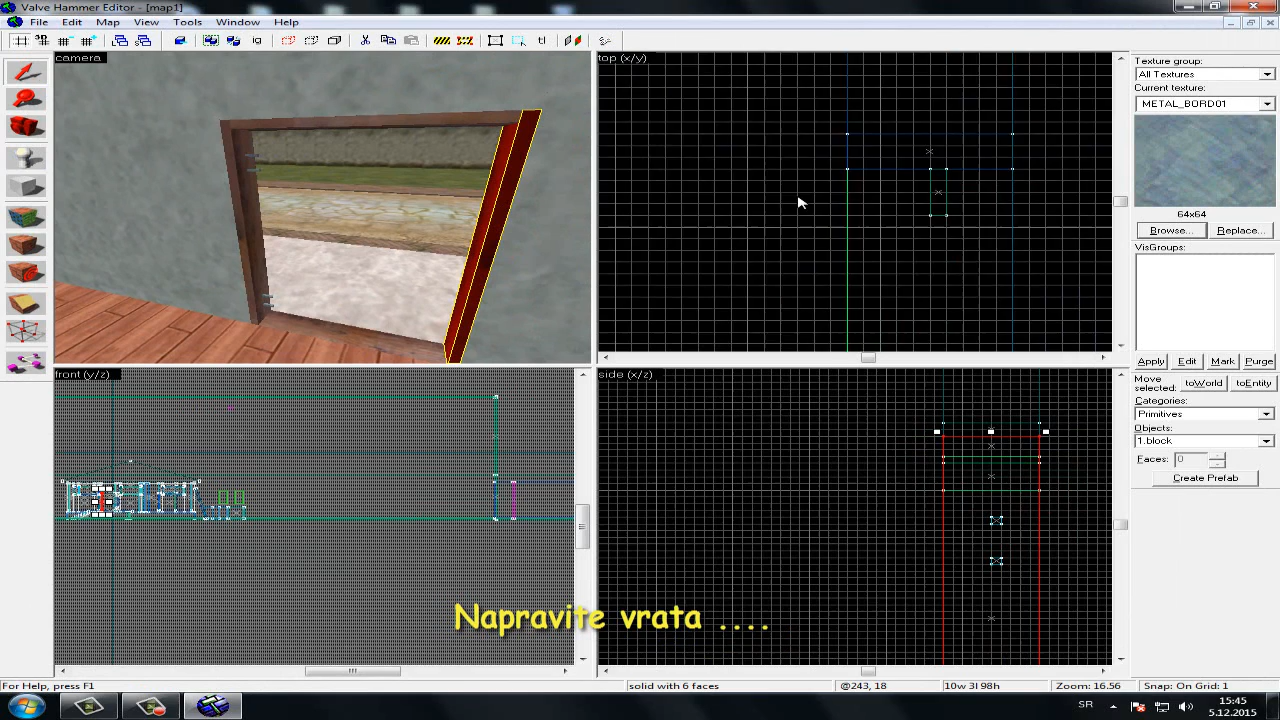 Valve Hammer Editor - [map1]
File Edit Map View Tools Window Help
camera
top (x/y)
front (y/z)
side (x/z)
Texture group:
All Textures
Current texture:
METAL_BORD01
64x64
Browse... Replace...
VisGroups:
Apply Edit Mark Purge
Move
selected: toWorld toEntity
Categories:
Primitives
Objects:
1.block
Faces: 0
Create Prefab
Napravite vrata ....
For Help, press F1
solid with 6 faces
@243, 18
10w 3l 98h
Zoom: 16.56
Snap: On Grid: 1
SR
15:45
5.12.2015